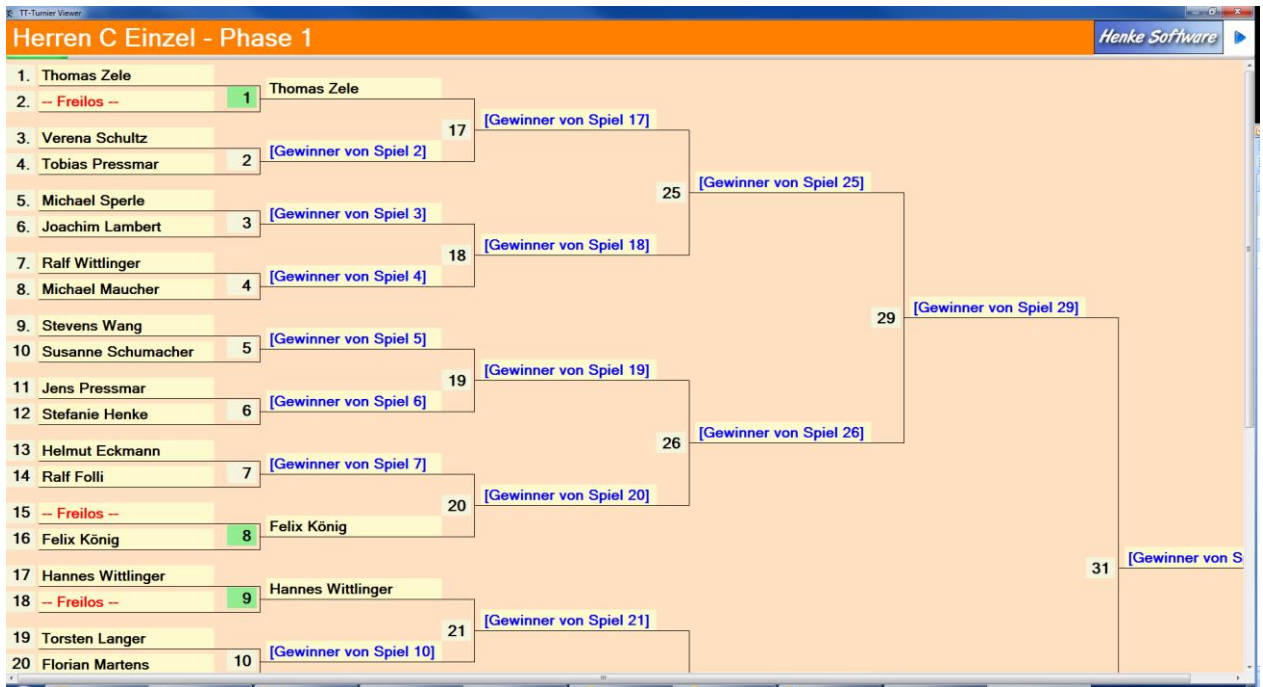 TT-Turnier Viewer
Herren C Einzel - Phase 1
Henke Software
1. Thomas Zele
2. -- Freilos --
1
Thomas Zele
17
[Gewinner von Spiel 17]
3. Verena Schultz
4. Tobias Pressmar
2
[Gewinner von Spiel 2]
25
[Gewinner von Spiel 25]
5. Michael Sperle
6. Joachim Lambert
3
[Gewinner von Spiel 3]
18
[Gewinner von Spiel 18]
7. Ralf Wittlinger
8. Michael Maucher
4
[Gewinner von Spiel 4]
29
[Gewinner von Spiel 29]
9. Stevens Wang
10 Susanne Schumacher
5
[Gewinner von Spiel 5]
19
[Gewinner von Spiel 19]
11 Jens Pressmar
12 Stefanie Henke
6
[Gewinner von Spiel 6]
26
[Gewinner von Spiel 26]
13 Helmut Eckmann
14 Ralf Folli
7
[Gewinner von Spiel 7]
20
[Gewinner von Spiel 20]
15 -- Freilos --
16 Felix König
8
Felix König
31
[Gewinner von S
17 Hannes Wittlinger
18 -- Freilos --
9
Hannes Wittlinger
21
[Gewinner von Spiel 21]
19 Torsten Langer
20 Florian Martens
10
[Gewinner von Spiel 10]